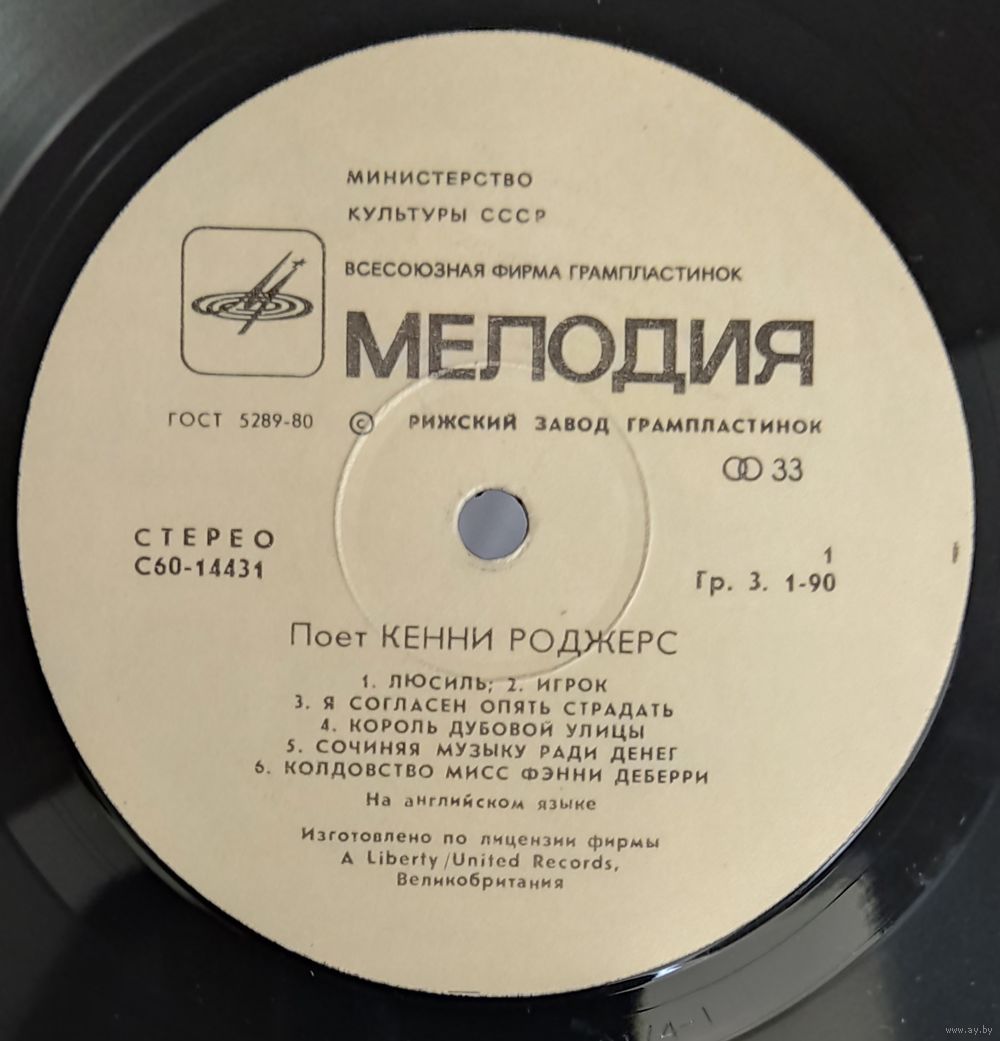 МИНИСТЕРСТВО
КУЛЬТУРЫ СССР
ВСЕСОЮЗНАЯ ФИРМА ГРАМПЛАСТИНОК
МЕЛОДИЯ
ГОСТ 5289-80 © РИЖСКИЙ ЗАВОД ГРАМПЛАСТИНОК
33
СТЕРЕО
С60-14431
1
Гр. 3. 1-90
Поет КЕННИ РОДЖЕРС
1. ЛЮСИЛЬ; 2. ИГРОК
3. Я СОГЛАСЕН ОПЯТЬ СТРАДАТЬ
4. КОРОЛЬ ДУБОВОЙ УЛИЦЫ
5. СОЧИНЯЯ МУЗЫКУ РАДИ ДЕНЕГ
6. КОЛДОВСТВО МИСС ФЭННИ ДЕБЕРРИ
На английском языке
Изготовлено по лицензии фирмы
A Liberty/United Records,
Великобритания
www.ay.by